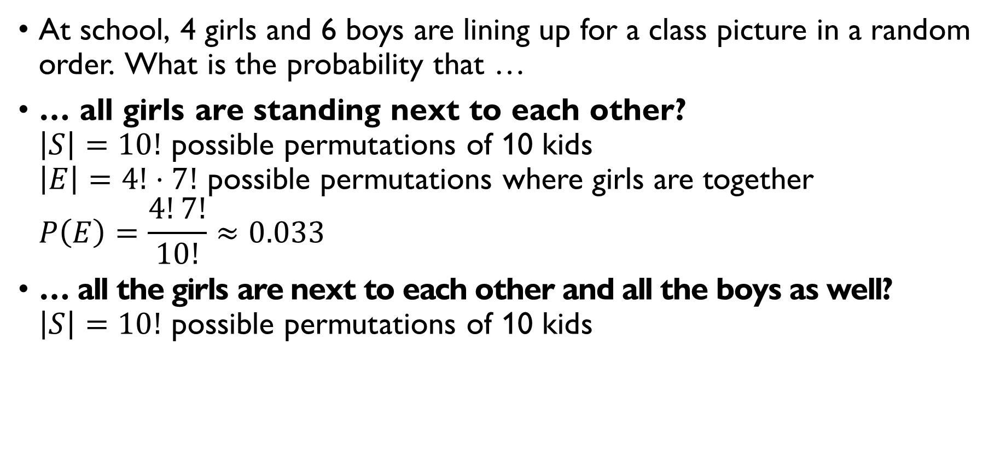 • At school, 4 girls and 6 boys are lining up for a class picture in a random
order. What is the probability that …
• … all girls are standing next to each other?
|S| = 10! possible permutations of 10 kids
|E| = 4! · 7! possible permutations where girls are together
P(E) = 4! 7! / 10! ≈ 0.033
• … all the girls are next to each other and all the boys as well?
|S| = 10! possible permutations of 10 kids